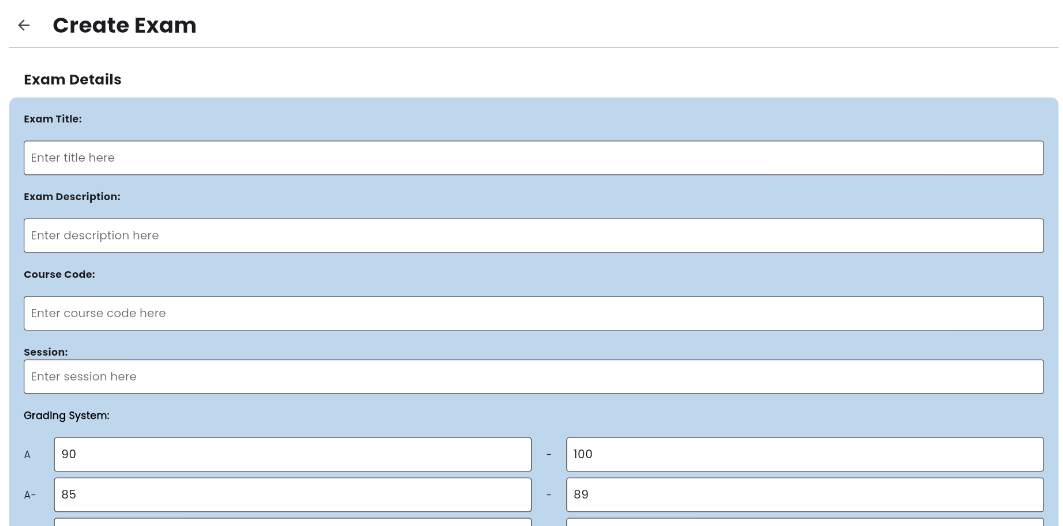 Create Exam
Exam Details
Exam Title:
Enter title here
Exam Description:
Enter description here
Course Code:
Enter course code here
Session:
Enter session here
Grading System:
A 90 - 100
A- 85 - 89